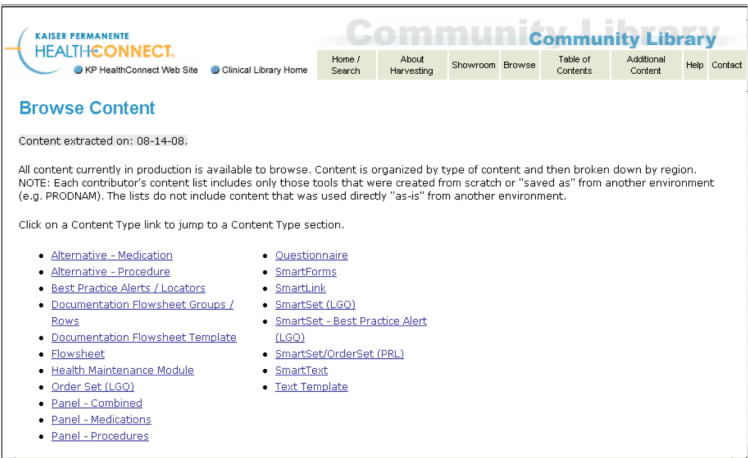 Community Library
KAISER PERMANENTE
HEALTHCONNECT
Community Library
KP HealthConnect Web Site Clinical Library Home
Home / Search About Harvesting Showroom Browse Table of Contents Additional Content Help Contact
Browse Content
Content extracted on: 08-14-08.
All content currently in production is available to browse. Content is organized by type of content and then broken down by region.
NOTE: Each contributor's content list includes only those tools that were created from scratch or "saved as" from another environment
(e.g. PRODNAM). The lists do not include content that was used directly "as-is" from another environment.
Click on a Content Type link to jump to a Content Type section.
Alternative - Medication
Alternative - Procedure
Best Practice Alerts / Locators
Documentation Flowsheet Groups /
Rows
Documentation Flowsheet Template
Flowsheet
Health Maintenance Module
Order Set (LGQ)
Panel - Combined
Panel - Medications
Panel - Procedures
Questionnaire
SmartForms
SmartLink
SmartSet (LGQ)
SmartSet - Best Practice Alert
(LGQ)
SmartSet/OrderSet (PRL)
SmartText
Text Template